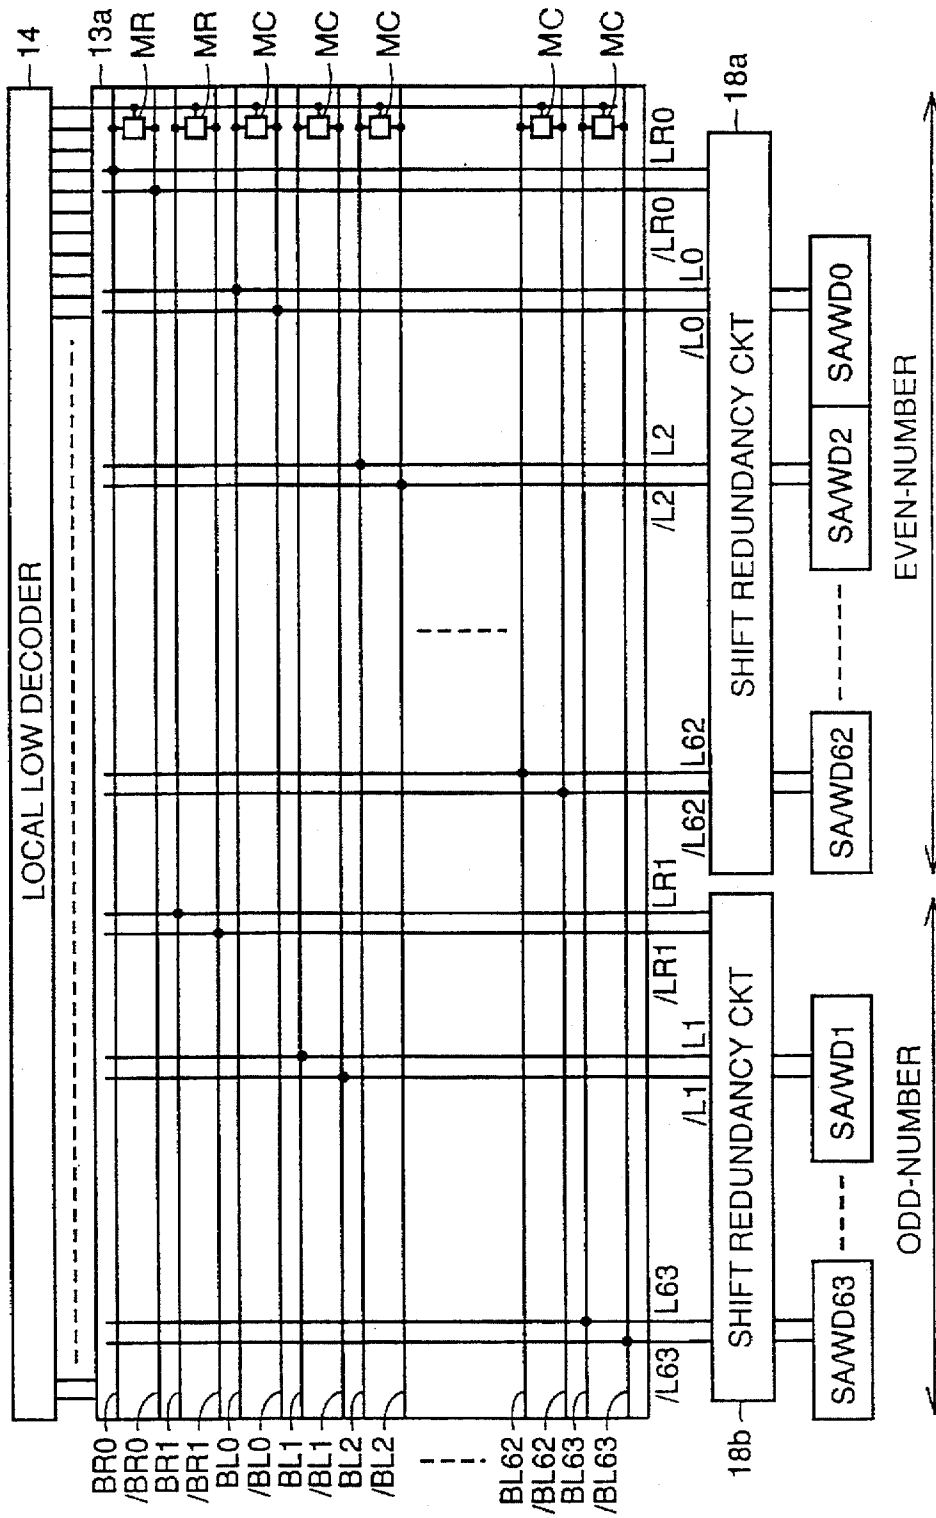 14
LOCAL LOW DECODER
13a
MR
MR
MC
MC
MC
MC
MC
BR0
/BR0
BR1
/BR1
BL0
/BL0
BL1
/BL1
BL2
/BL2
BL62
/BL62
BL63
/BL63
/L63 L63
/L1 L1
/LR1 LR1
/L62 L62
/L2 L2
/L0 L0
/LR0 LR0
18b
SHIFT REDUNDANCY CKT
SHIFT REDUNDANCY CKT
18a
SA/WD63
SA/WD1
SA/WD62
SA/WD2
SA/WD0
ODD-NUMBER
EVEN-NUMBER